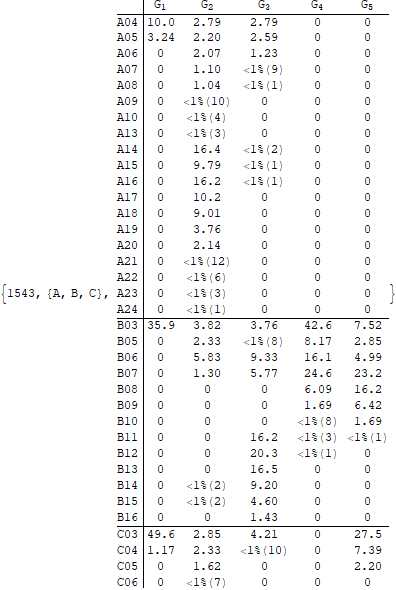 G1 G2 G3 G4 G5
A04 10.0 2.79 2.79 0 0
A05 3.24 2.20 2.59 0 0
A06 0 2.07 1.23 0 0
A07 0 1.10 <1%(9) 0 0
A08 0 1.04 <1%(1) 0 0
A09 0 <1%(10) 0 0 0
A10 0 <1%(4) 0 0 0
A13 0 <1%(3) 0 0 0
A14 0 16.4 <1%(2) 0 0
A15 0 9.79 <1%(1) 0 0
A16 0 16.2 <1%(1) 0 0
A17 0 10.2 0 0 0
A18 0 9.01 0 0 0
A19 0 3.76 0 0 0
A20 0 2.14 0 0 0
A21 0 <1%(12) 0 0 0
A22 0 <1%(6) 0 0 0
{1543, {A, B, C}, A23 0 <1%(3) 0 0 0 }
A24 0 <1%(1) 0 0 0
B03 35.9 3.82 3.76 42.6 7.52
B05 0 2.33 <1%(8) 8.17 2.85
B06 0 5.83 9.33 16.1 4.99
B07 0 1.30 5.77 24.6 23.2
B08 0 0 0 6.09 16.2
B09 0 0 0 1.69 6.42
B10 0 0 0 <1%(8) 1.69
B11 0 0 16.2 <1%(3) <1%(1)
B12 0 0 20.3 <1%(1) 0
B13 0 0 16.5 0 0
B14 0 <1%(2) 9.20 0 0
B15 0 <1%(2) 4.60 0 0
B16 0 0 1.43 0 0
C03 49.6 2.85 4.21 0 27.5
C04 1.17 2.33 <1%(10) 0 7.39
C05 0 1.62 0 0 2.20
C06 0 <1%(7) 0 0 0